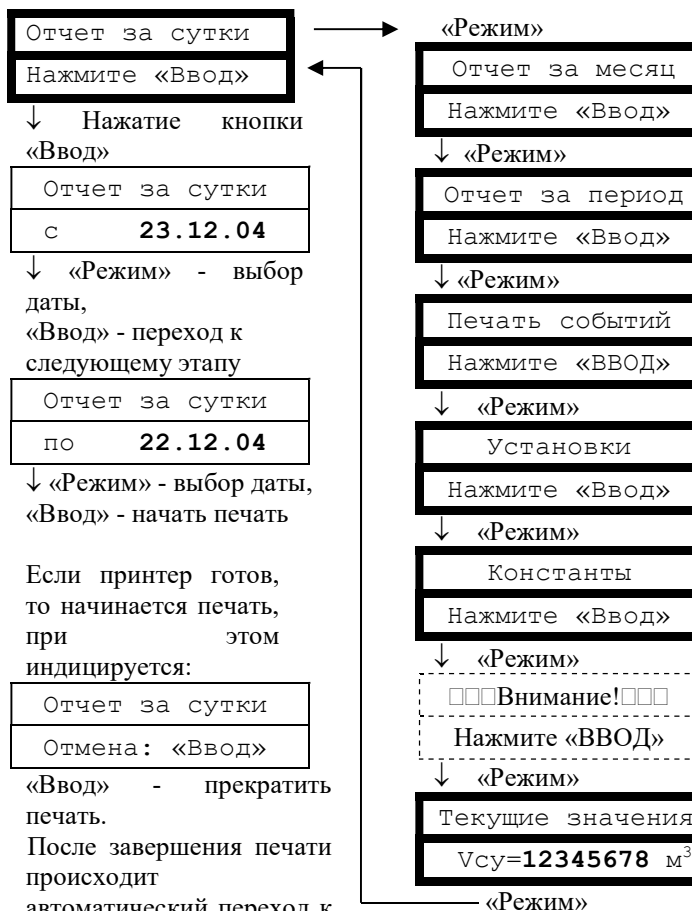 Отчет за сутки
Нажмите «Ввод»
↓ Нажатие кнопки
«Ввод»
Отчет за сутки
с 23.12.04
↓ «Режим» - выбор
даты,
«Ввод» - переход к
следующему этапу
Отчет за сутки
по 22.12.04
↓ «Режим» - выбор даты,
«Ввод» - начать печать
Если принтер готов,
то начинается печать,
при этом
индицируется:
Отчет за сутки
Отмена: «Ввод»
«Ввод» - прекратить
печать.
После завершения печати
происходит
автоматический переход к
«Режим»
Отчет за месяц
Нажмите «Ввод»
↓ «Режим»
Отчет за период
Нажмите «Ввод»
↓ «Режим»
Печать событий
Нажмите «ВВОД»
↓ «Режим»
Установки
Нажмите «Ввод»
↓ «Режим»
Константы
Нажмите «Ввод»
↓ «Режим»
□□□Внимание!□□□
Нажмите «ВВОД»
↓ «Режим»
Текущие значения
Vсу=12345678 м³
«Режим»